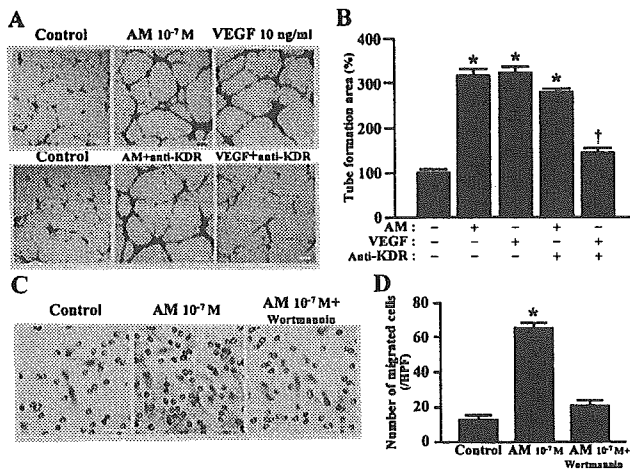 A
Control AM 10-7 M VEGF 10 ng/ml
Control AM+anti-KDR VEGF+anti-KDR
B
Tube formation area (%)
400
300
200
100
0
* * * †
AM : - + - + -
VEGF : - - + - +
Anti-KDR : - - - + +
C
Control AM 10-7 M AM 10-7 M+
Wortmannin
D
Number of migrated cells
(/HPF)
80
60
40
20
0
*
Control AM 10-7 M AM 10-7 M+
Wortmannin